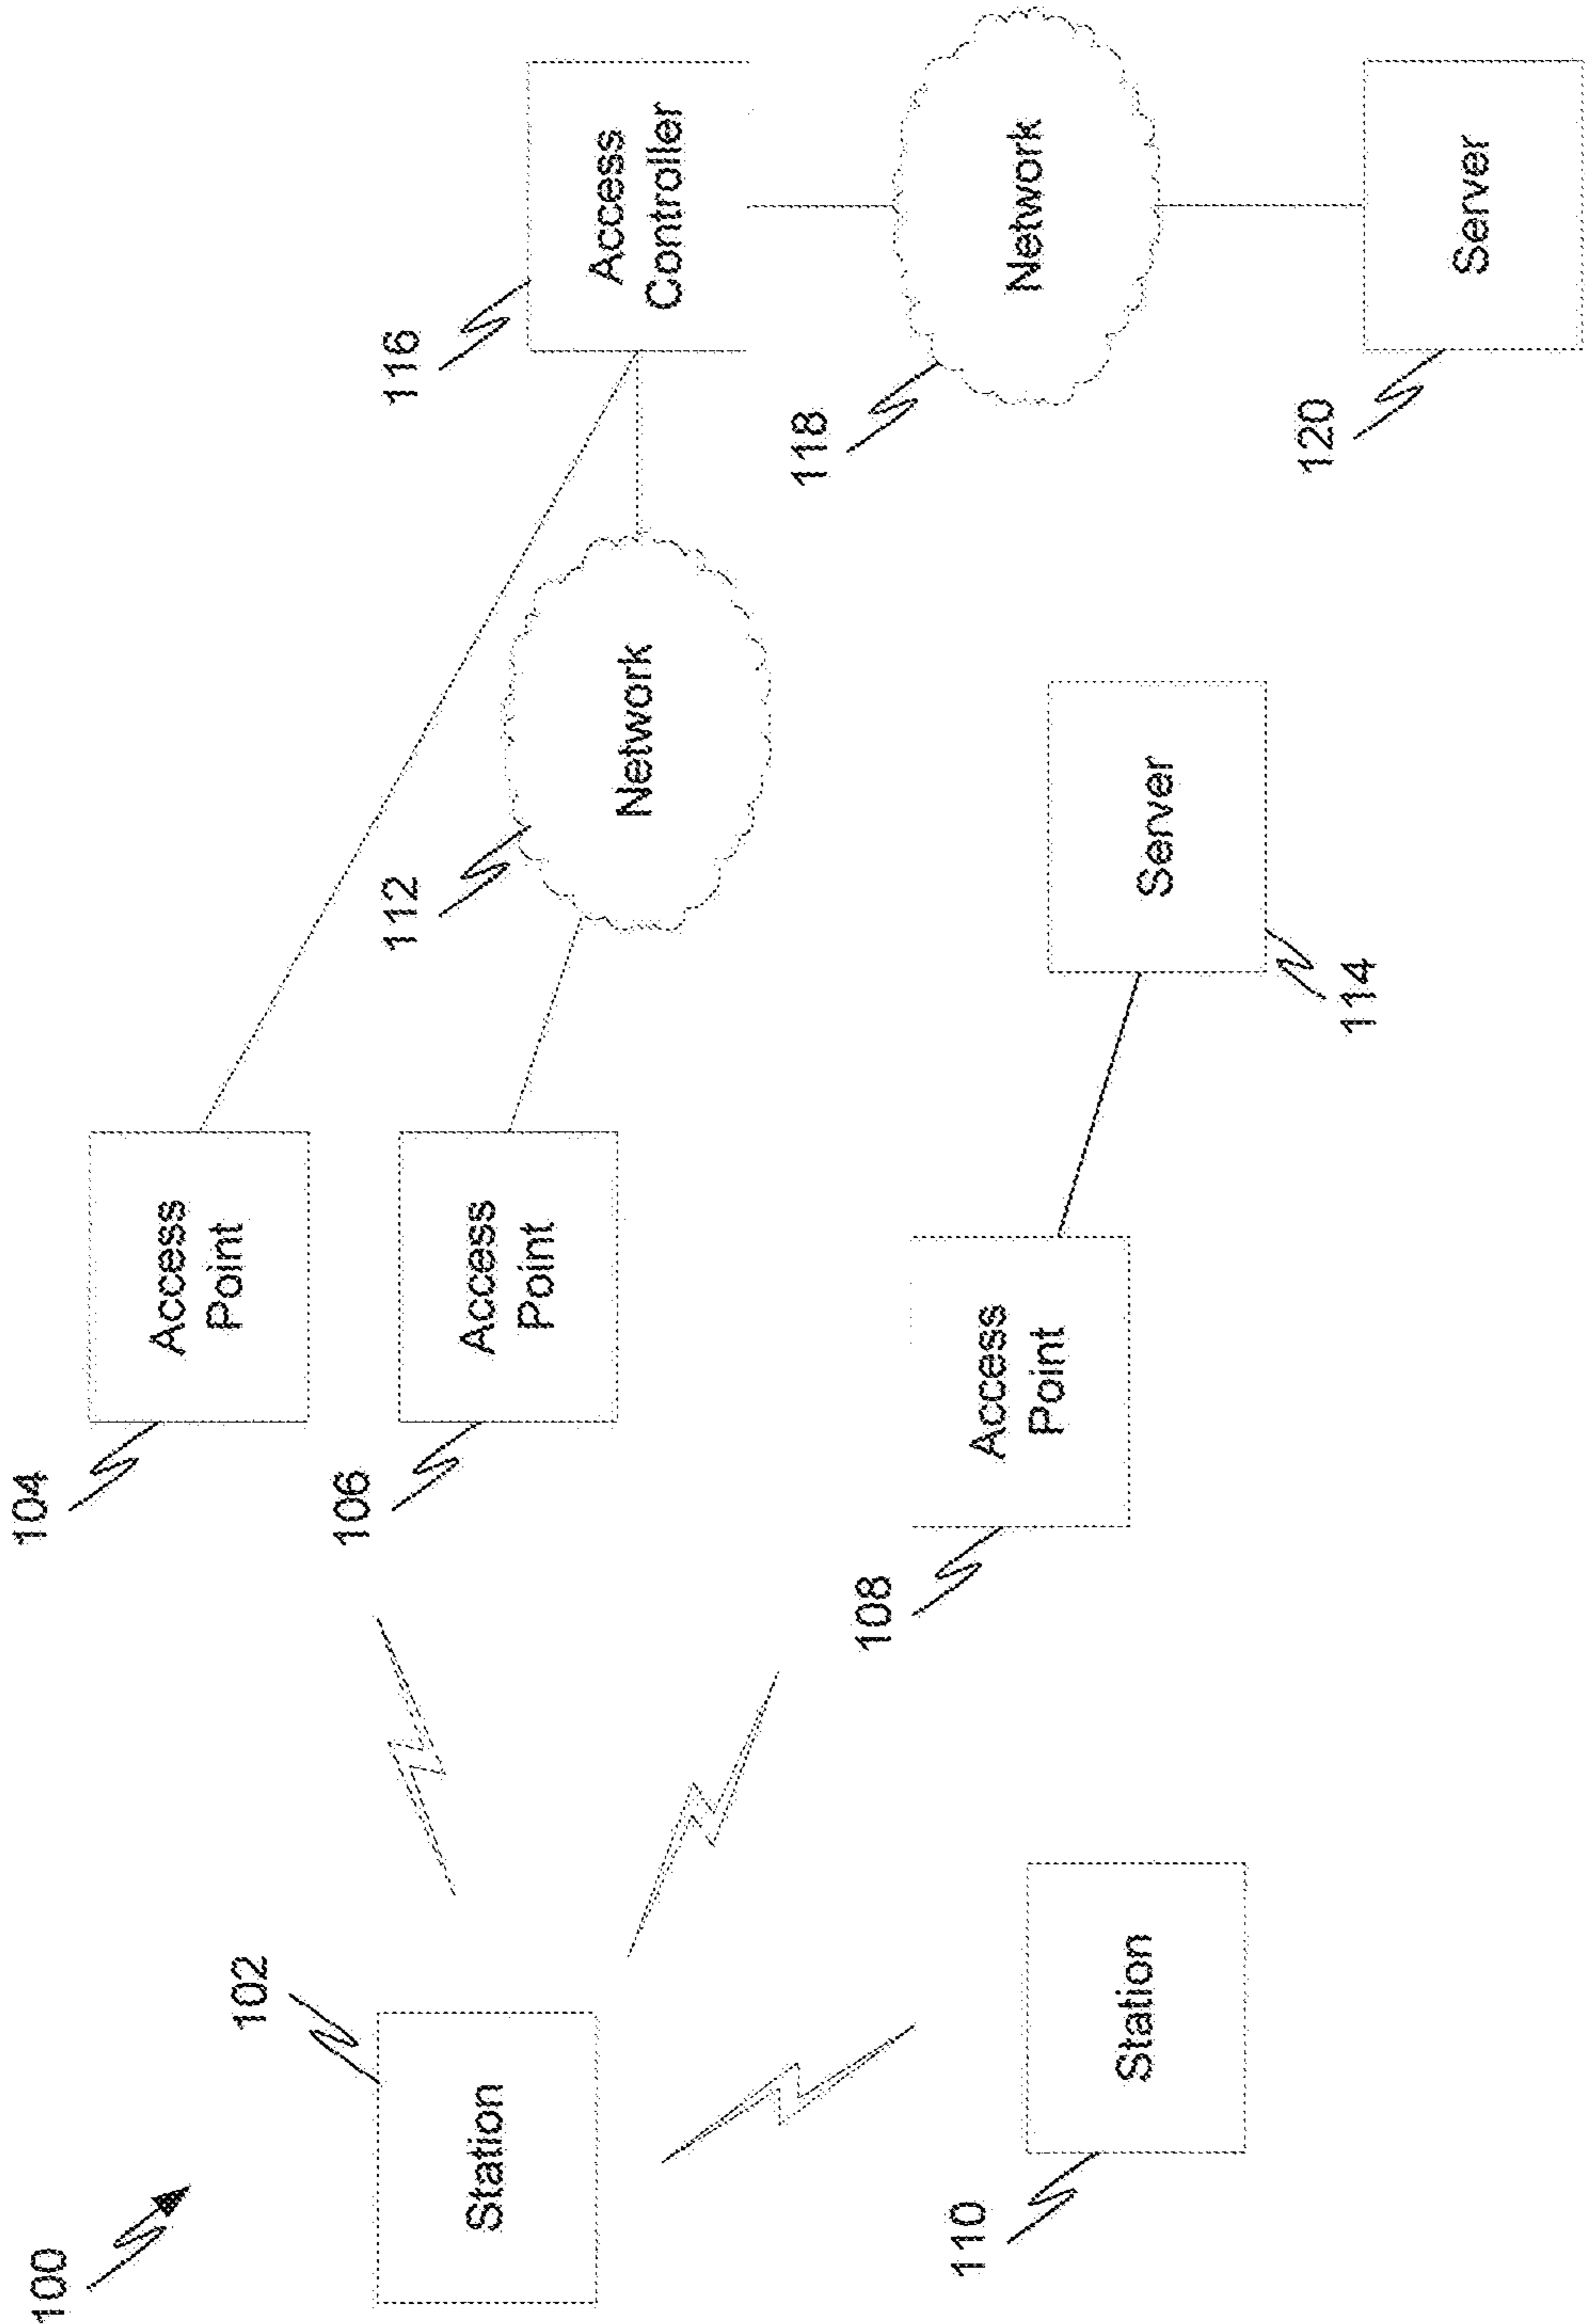 100
102
Station
104
Access
Point
106
Access
Point
116
Access
Controller
112
Network
118
Network
108
Access
Point
110
Station
Server
114
120
Server